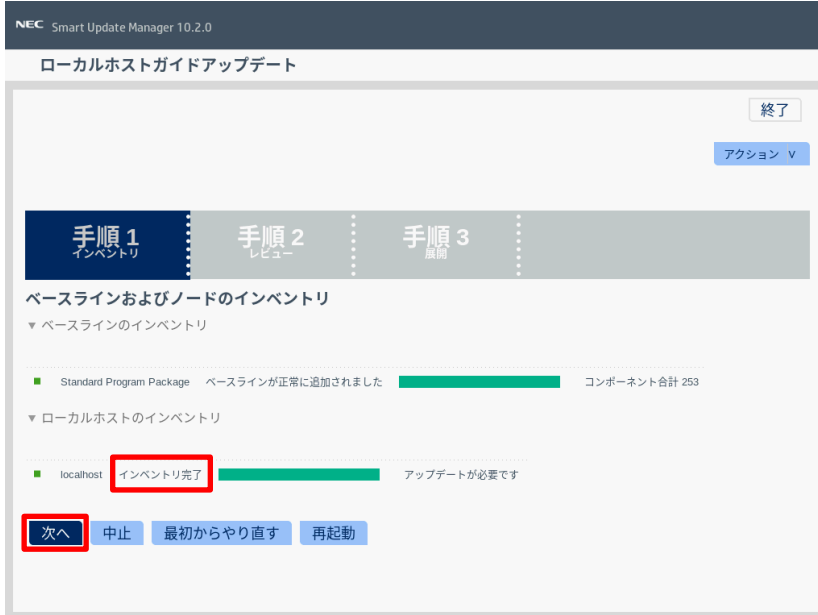 NEC Smart Update Manager 10.2.0
ローカルホストガイドアップデート
終了
アクション ∨
手順 1
インベントリ
手順 2
レビュー
手順 3
展開
ベースラインおよびノードのインベントリ
▼ ベースラインのインベントリ
Standard Program Package ベースラインが正常に追加されました コンポーネント合計 253
▼ ローカルホストのインベントリ
localhost インベントリ完了 アップデートが必要です
次へ 中止 最初からやり直す 再起動